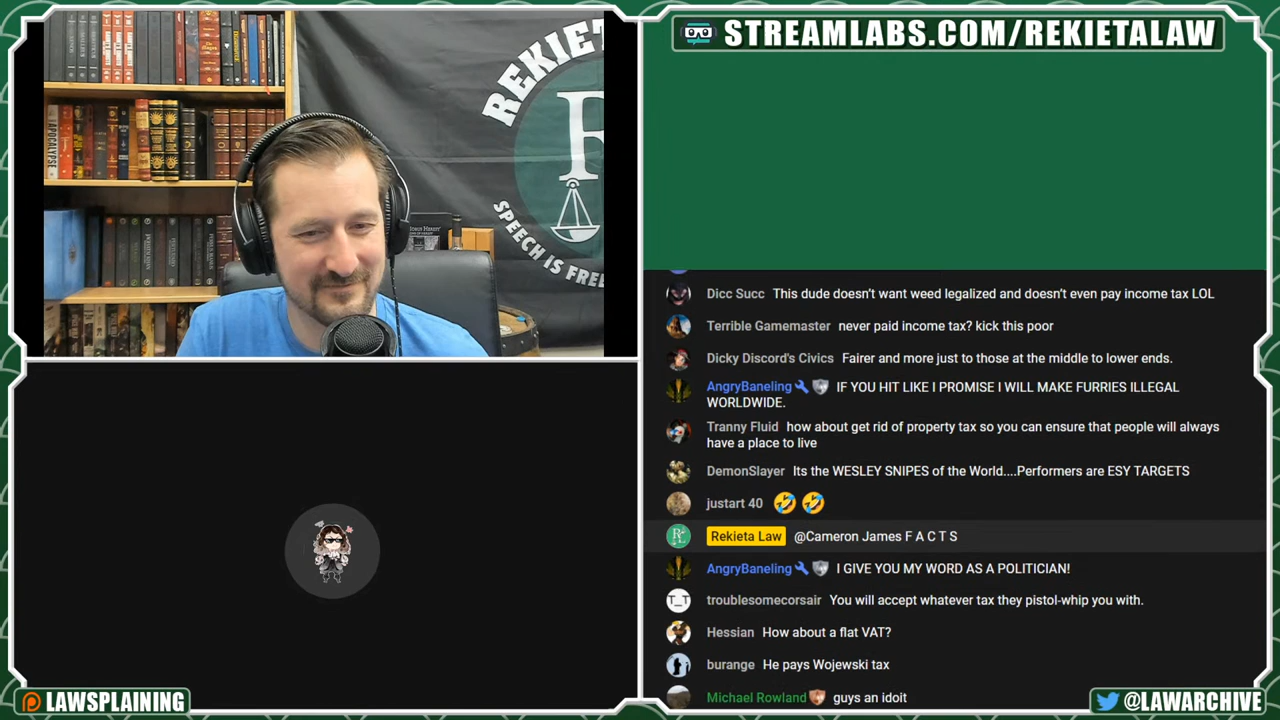 STREAMLABS.COM/REKIETALAW
REKIET
R
SPEECH IS FREE
APOCALYPSE
Dicc Succ This dude doesn't want weed legalized and doesn't even pay income tax LOL
Terrible Gamemaster never paid income tax? kick this poor
Dicky Discord's Civics Fairer and more just to those at the middle to lower ends.
AngryBaneling IF YOU HIT LIKE I PROMISE I WILL MAKE FURRIES ILLEGAL
WORLDWIDE.
Tranny Fluid how about get rid of property tax so you can ensure that people will always
have a place to live
DemonSlayer Its the WESLEY SNIPES of the World....Performers are ESY TARGETS
justart 40 🤣 🤣
Rekieta Law @Cameron James F A C T S
AngryBaneling I GIVE YOU MY WORD AS A POLITICIAN!
troublesomecorsair You will accept whatever tax they pistol-whip you with.
Hessian How about a flat VAT?
burange He pays Wojewski tax
Michael Rowland guys an idoit
LAWSPLAINING
@LAWARCHIVE